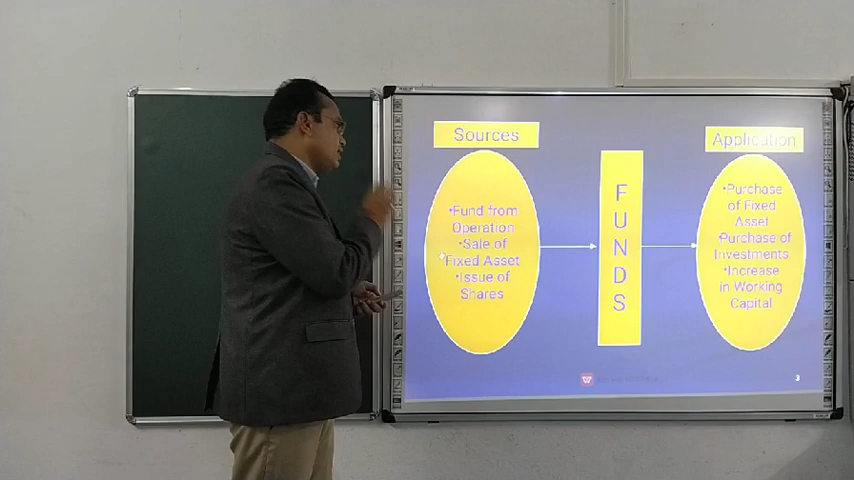 Sources
Application
•Fund from
Operation
•Sale of
Fixed Asset
•Issue of
Shares
FUNDS
•Purchase
of Fixed
Asset
•Purchase of
Investments
•Increase
in Working
Capital
W
3